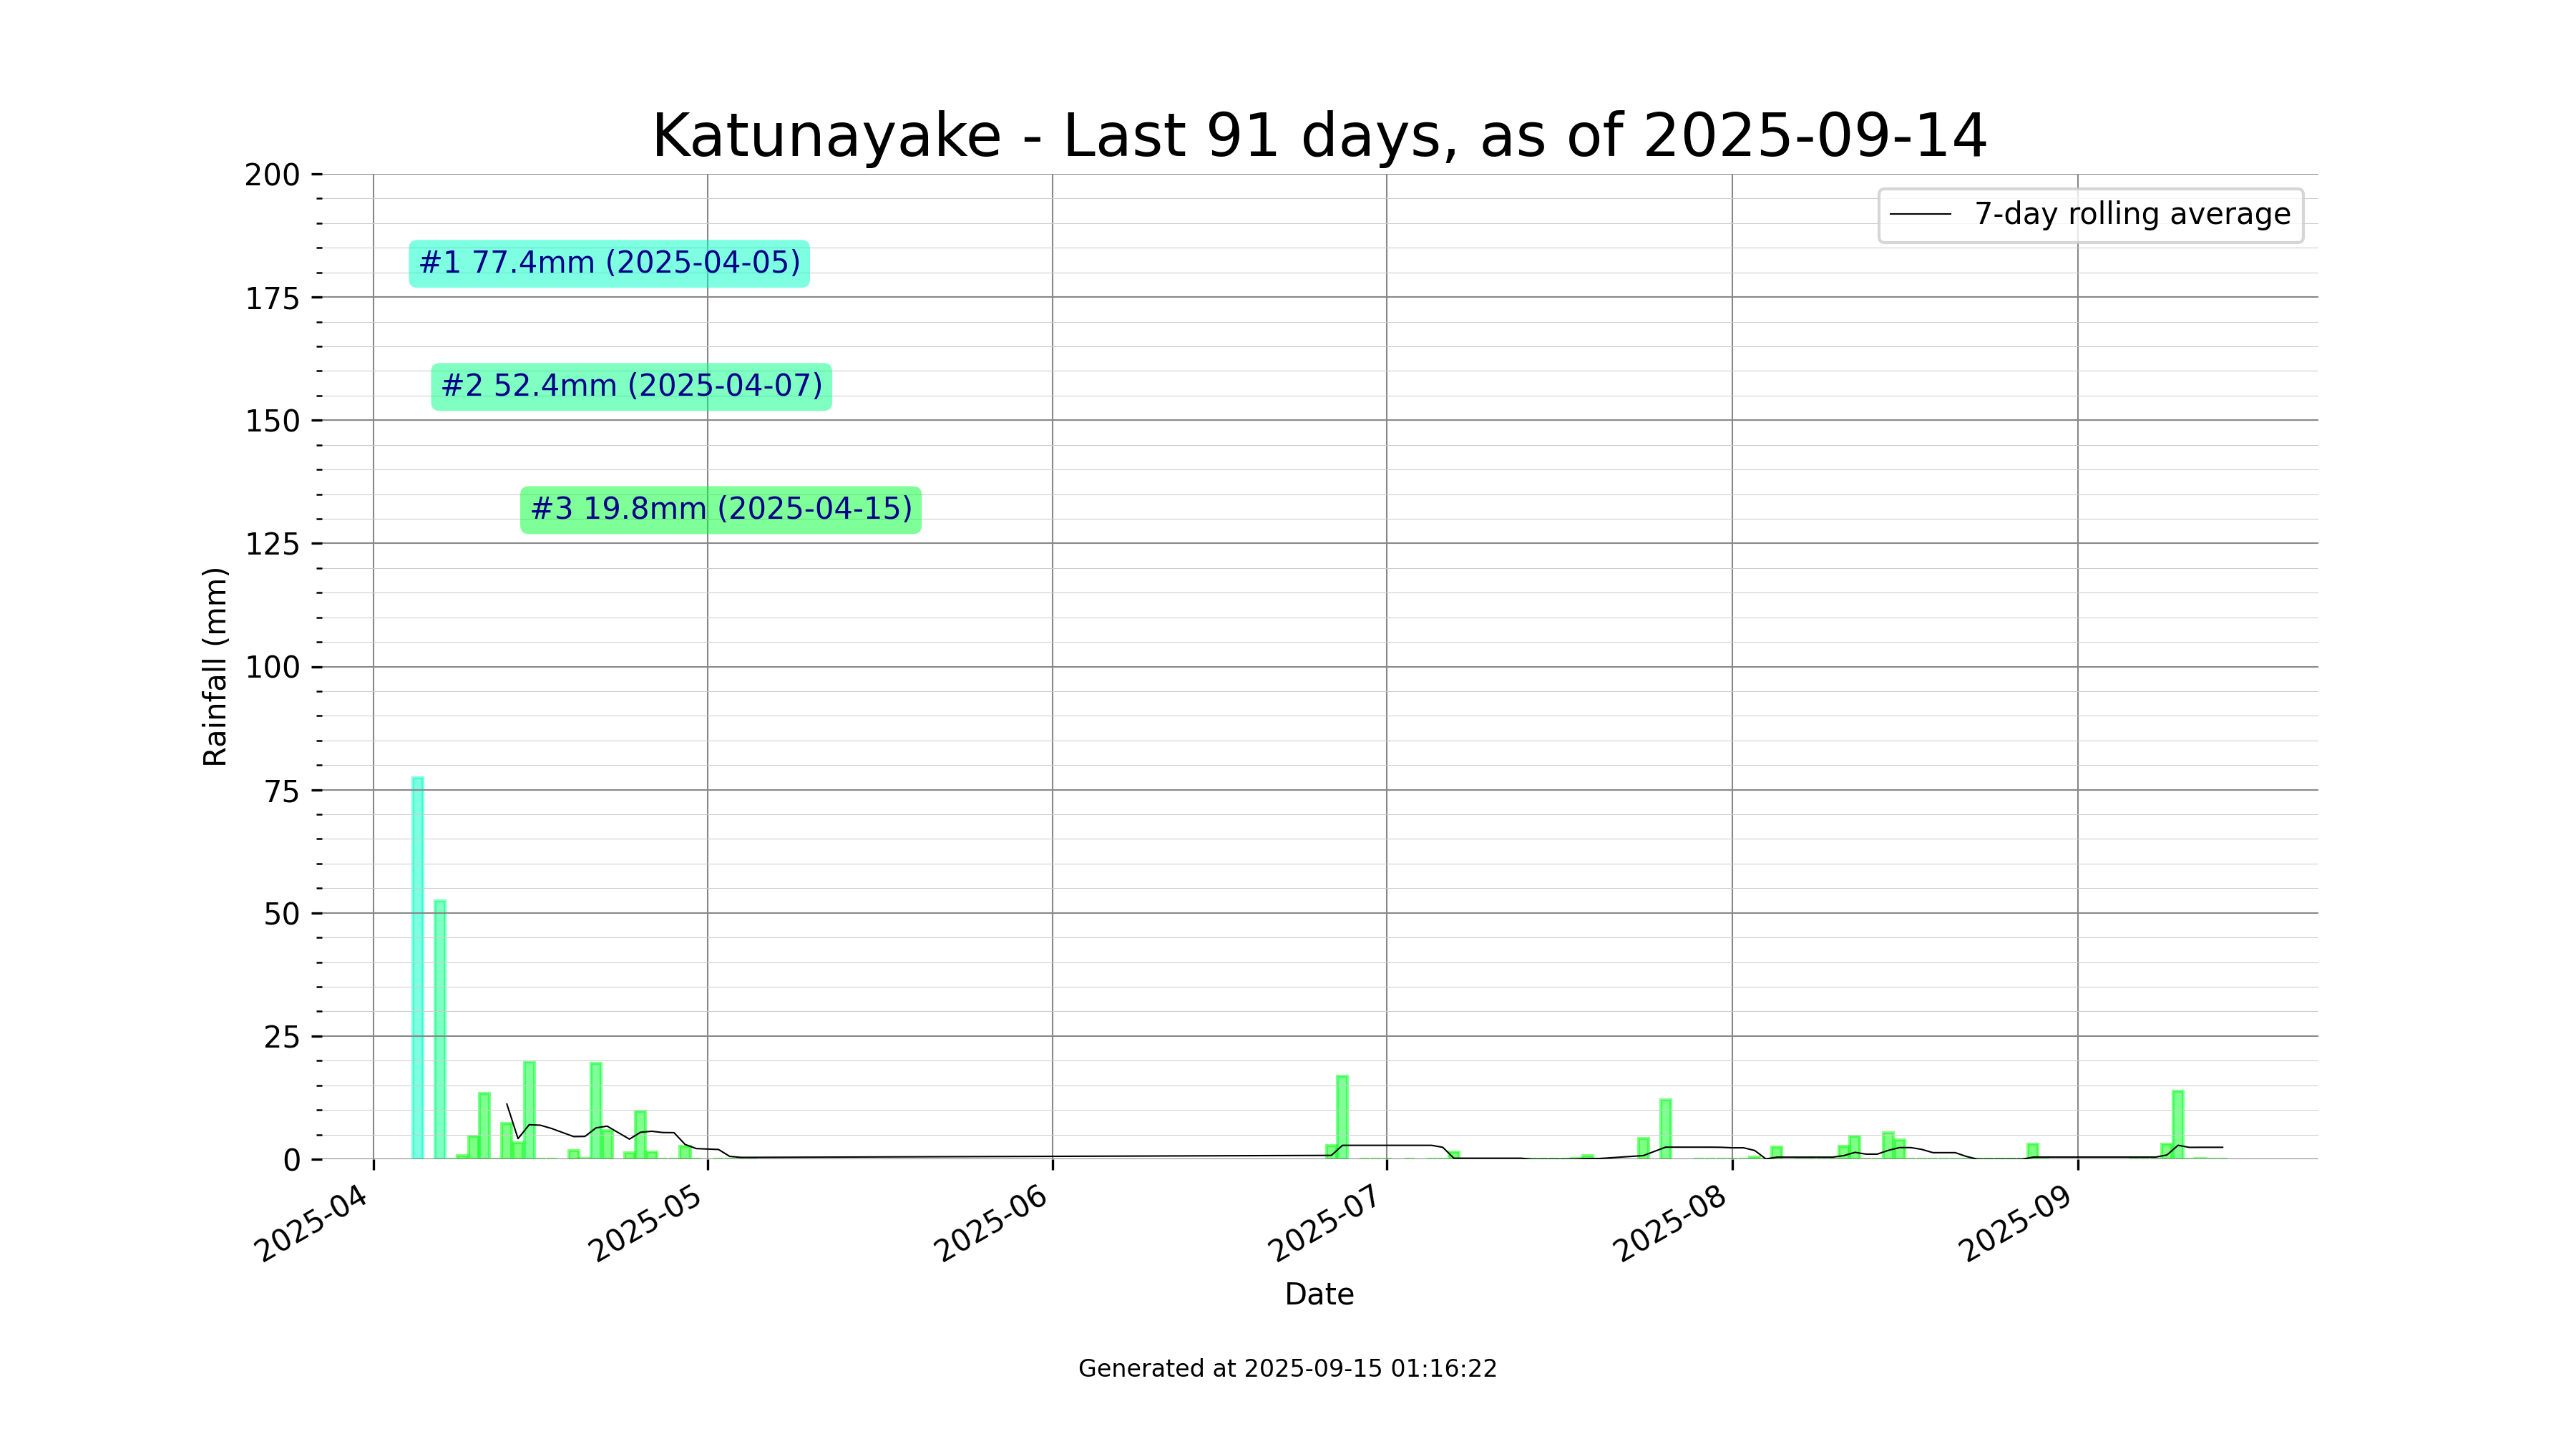 Katunayake - Last 91 days, as of 2025-09-14
200
175
150
125
100
75
50
25
0
Rainfall (mm)
7-day rolling average
#1 77.4mm (2025-04-05)
#2 52.4mm (2025-04-07)
#3 19.8mm (2025-04-15)
2025-04
2025-05
2025-06
2025-07
2025-08
2025-09
Date
Generated at 2025-09-15 01:16:22